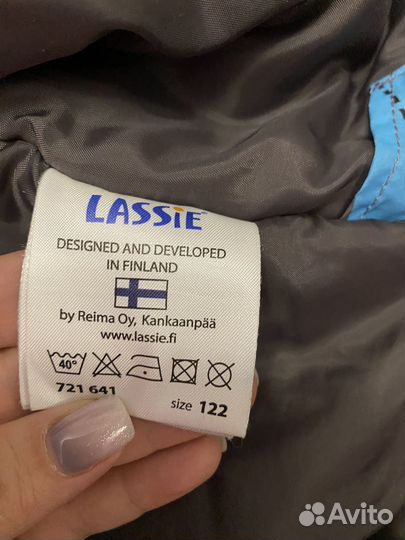 LASSIE
DESIGNED AND DEVELOPED
IN FINLAND
by Reima Oy, Kankaanpää
www.lassie.fi
40°
721 641
size 122
Avito